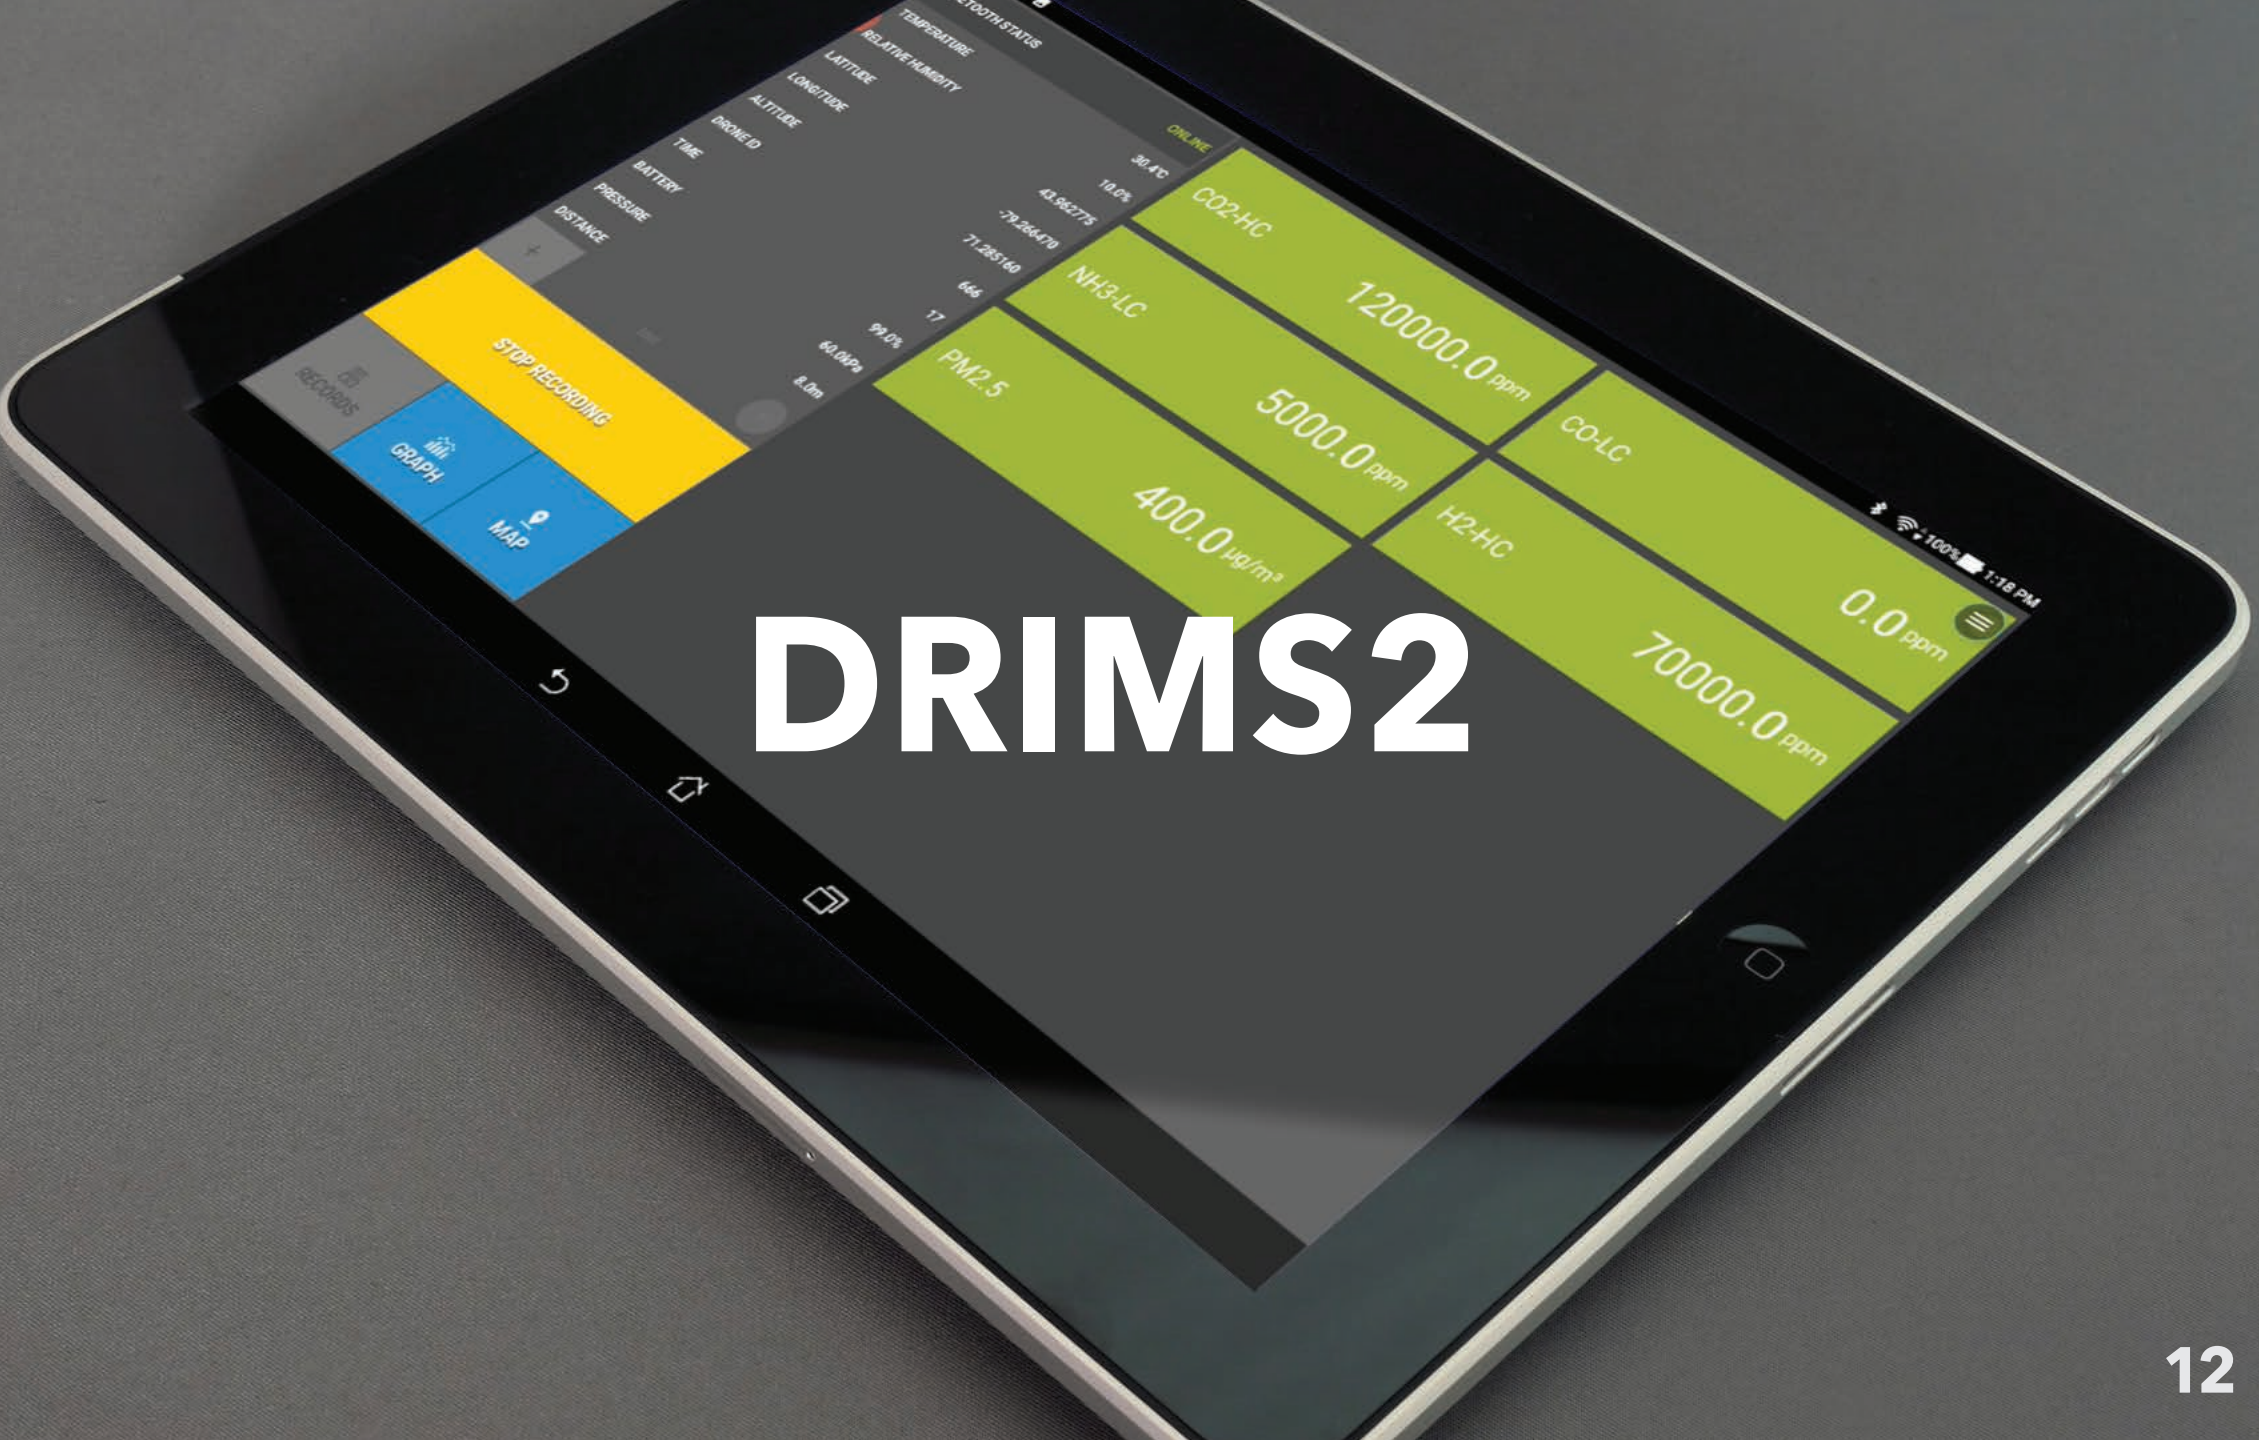 ETOOTH STATUS
ONLINE
TEMPERATURE
30.4°C
RELATIVE HUMIDITY
10.0%
LATITUDE
43.962775
LONGITUDE
-79.266470
ALTITUDE
71.285160
DRONE ID
666
TIME
17
BATTERY
99.0%
PRESSURE
60.0kPa
DISTANCE
8.0m
+
STOP RECORDING
RECORDS
GRAPH
MAP
CO2-HC
120000.0 ppm
CO-LC
0.0 ppm
NH3-LC
5000.0 ppm
H2-HC
70000.0 ppm
PM2.5
400.0 µg/m³
100% 1:18 PM
DRIMS2
12